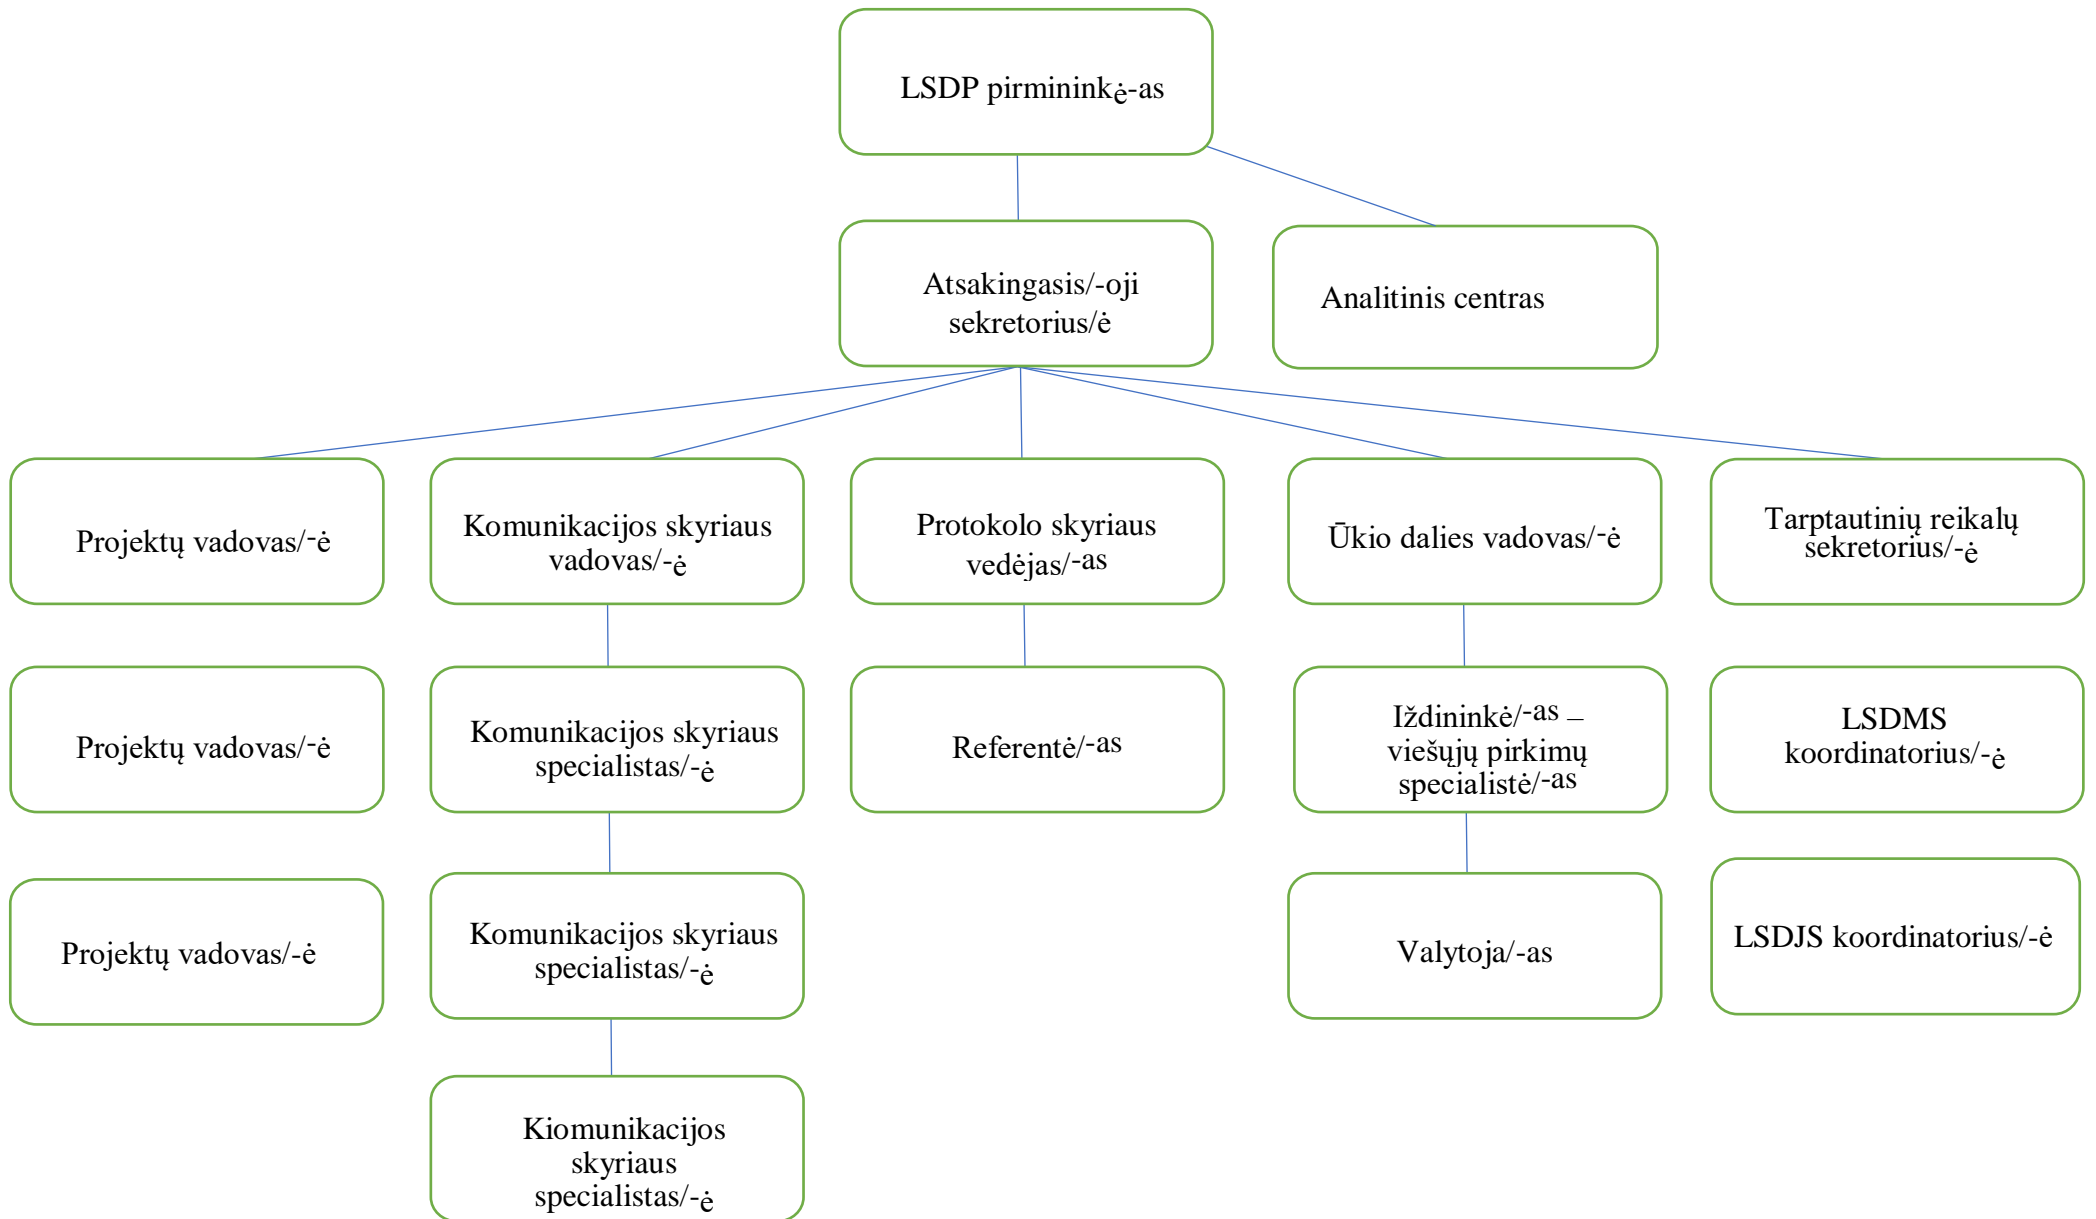 LSDP pirmininkė-as
Atsakingasis/-oji
sekretorius/ė
Analitinis centras
Projektų vadovas/-ė
Komunikacijos skyriaus
vadovas/-ė
Protokolo skyriaus
vedėjas/-as
Ūkio dalies vadovas/-ė
Tarptautinių reikalų
sekretorius/-ė
Projektų vadovas/-ė
Komunikacijos skyriaus
specialistas/-ė
Referentė/-as
Iždininkė/-as –
viešųjų pirkimų
specialistė/-as
LSDMS
koordinatorius/-ė
Projektų vadovas/-ė
Komunikacijos skyriaus
specialistas/-ė
Valytoja/-as
LSDJS koordinatorius/-ė
Kiomunikacijos
skyriaus
specialistas/-ė